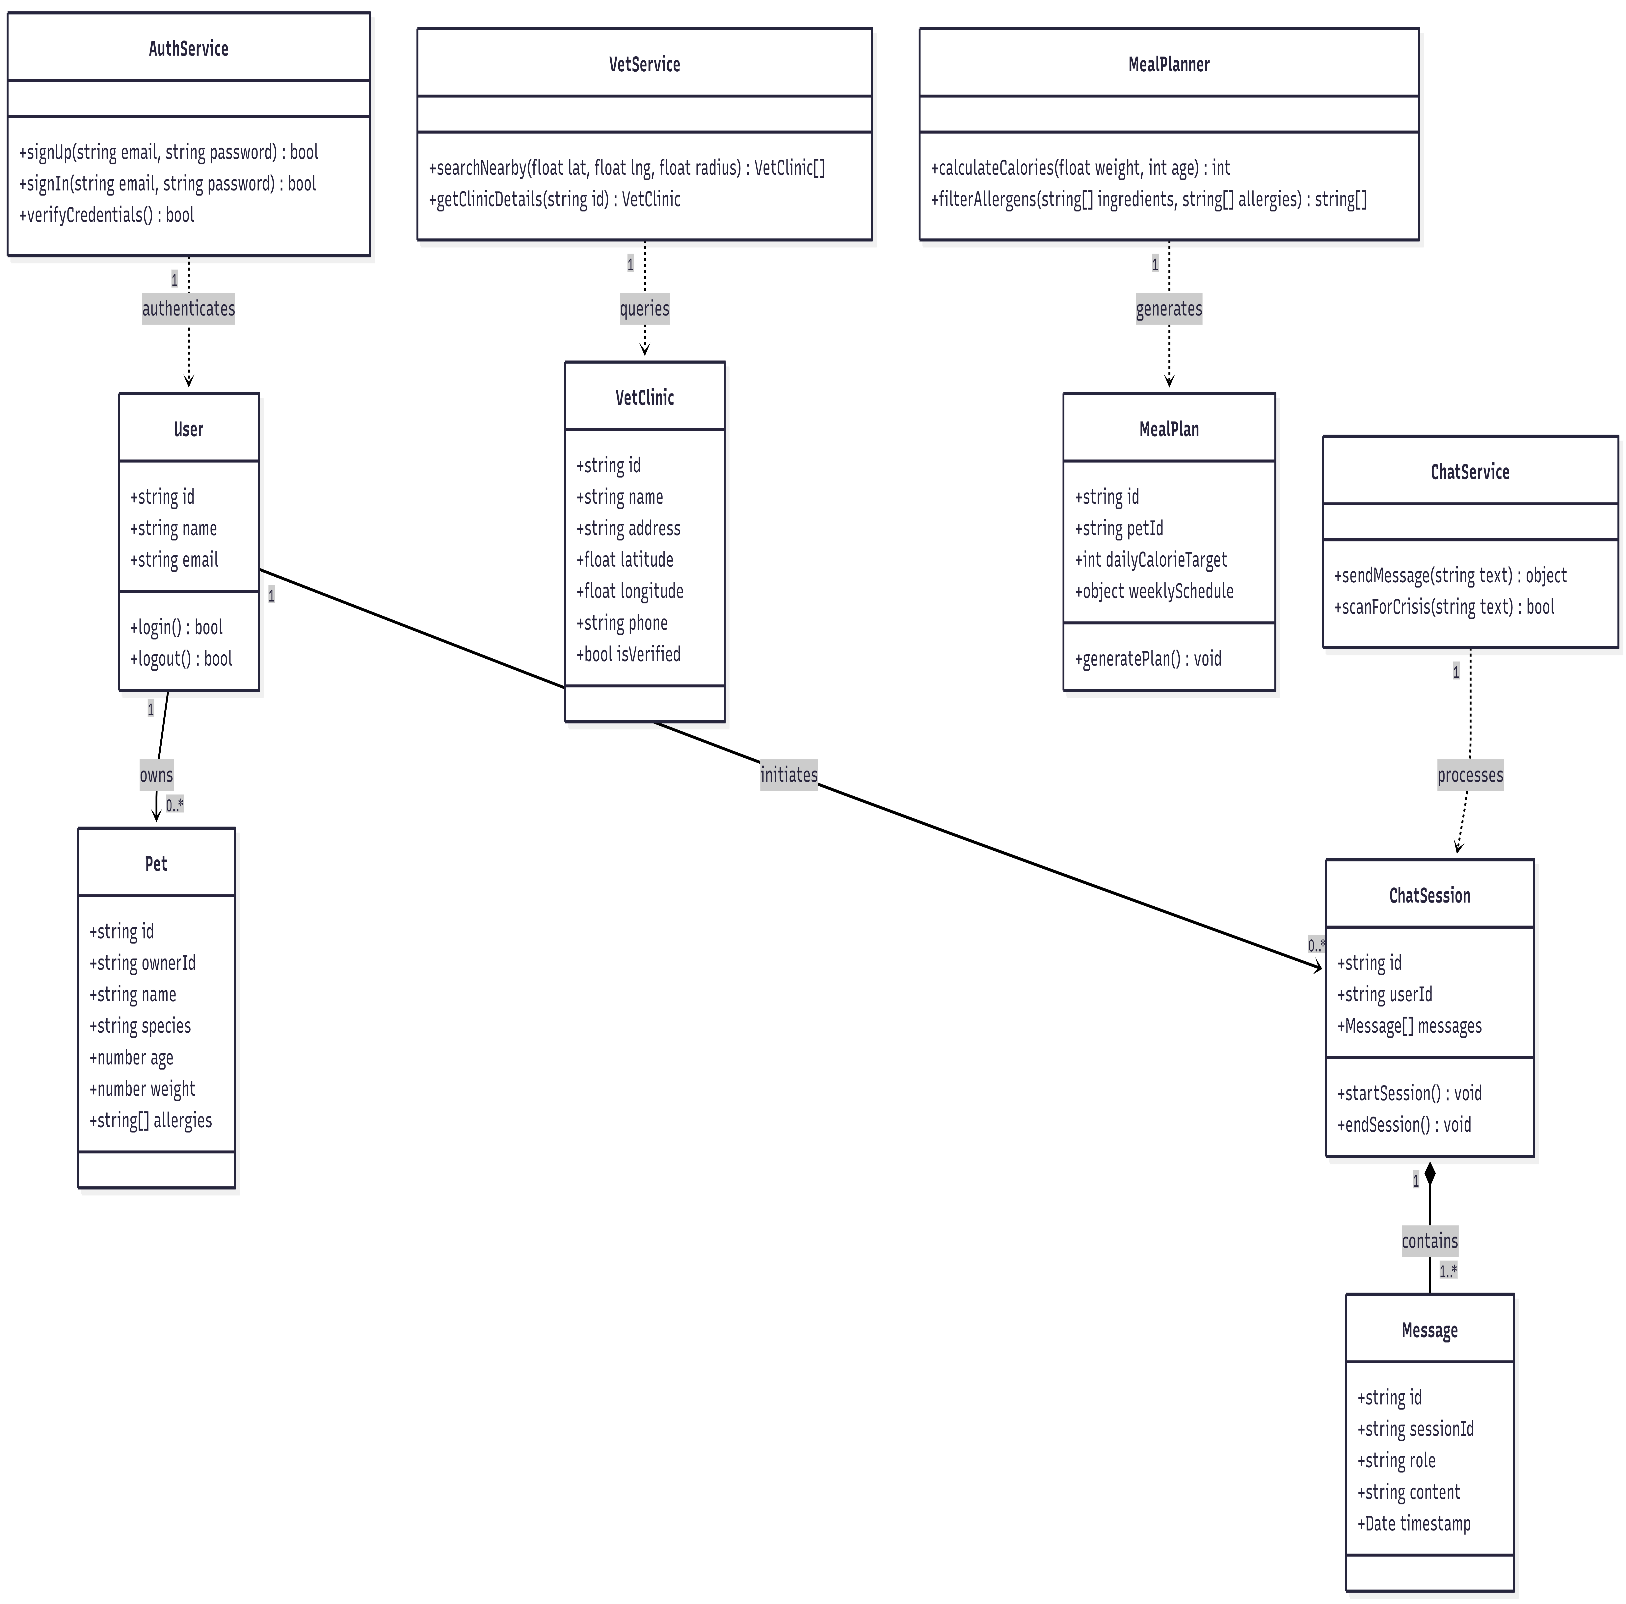 AuthService
+signUp(string email, string password) : bool
+signIn(string email, string password) : bool
+verifyCredentials() : bool
VetService
+searchNearby(float lat, float lng, float radius) : VetClinic[]
+getClinicDetails(string id) : VetClinic
MealPlanner
+calculateCalories(float weight, int age) : int
+filterAllergens(string[] ingredients, string[] allergies) : string[]
1
authenticates
1
queries
1
generates
User
+string id
+string name
+string email
+login() : bool
+logout() : bool
VetClinic
+string id
+string name
+string address
+float latitude
+float longitude
+string phone
+bool isVerified
MealPlan
+string id
+string petId
+int dailyCalorieTarget
+object weeklySchedule
+generatePlan() : void
ChatService
+sendMessage(string text) : object
+scanForCrisis(string text) : bool
1
1
owns
0..*
initiates
0..*
1
processes
Pet
+string id
+string ownerId
+string name
+string species
+number age
+number weight
+string[] allergies
ChatSession
+string id
+string userId
+Message[] messages
+startSession() : void
+endSession() : void
1
contains
1..*
Message
+string id
+string sessionId
+string role
+string content
+Date timestamp